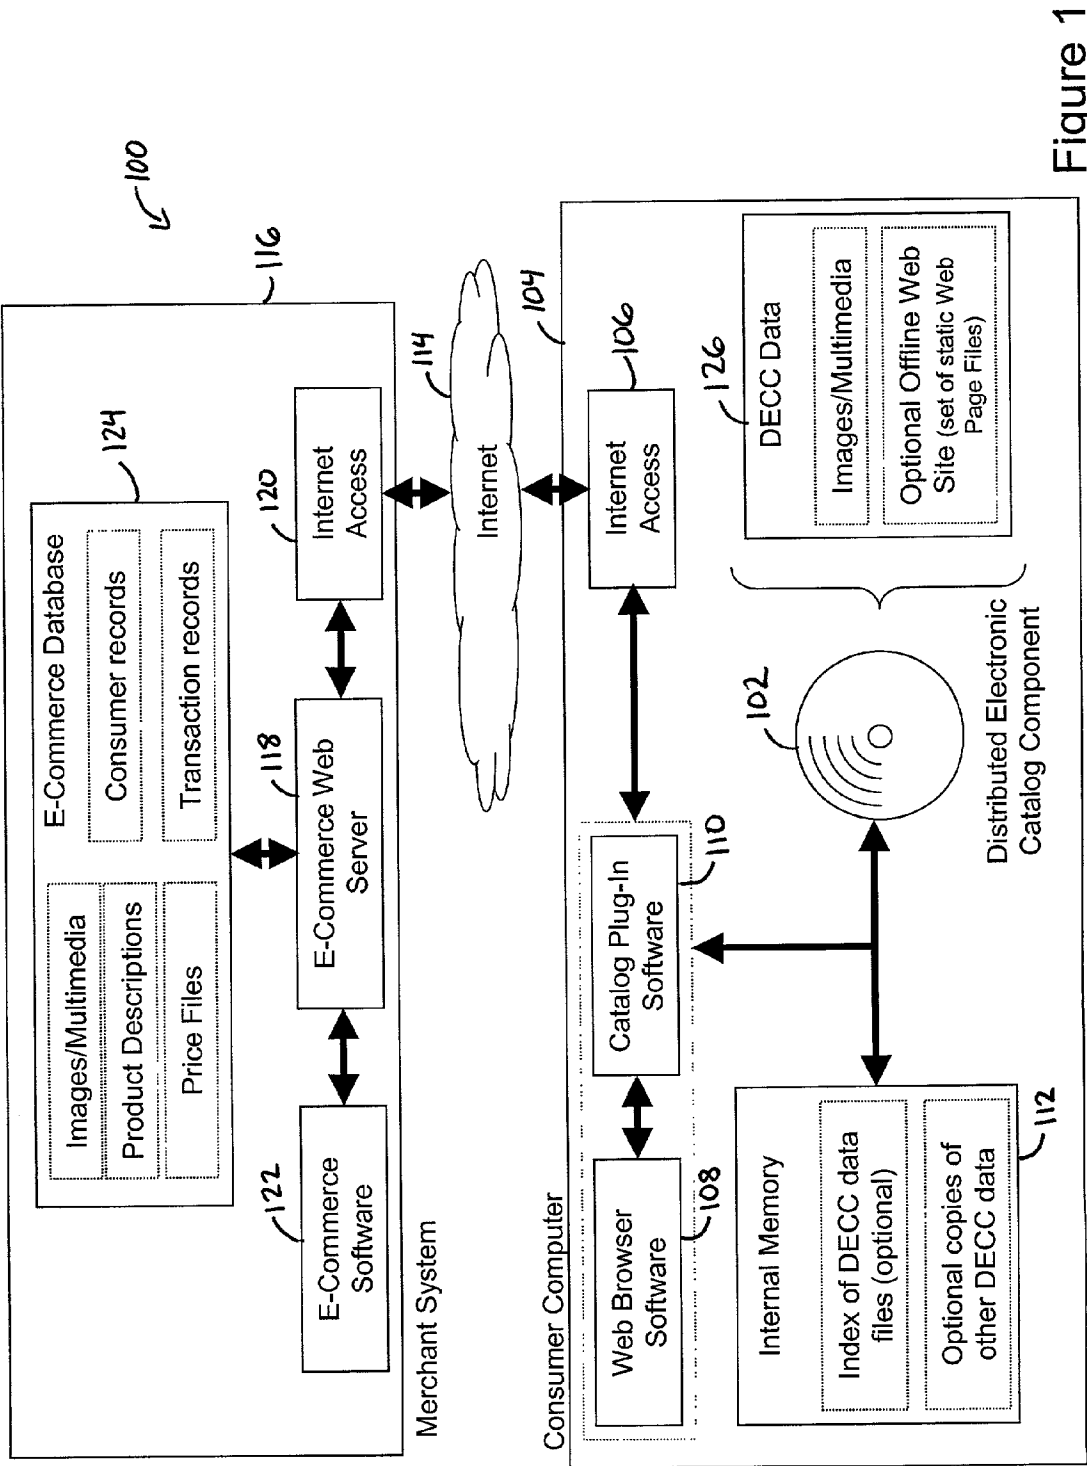 100
116
124
E-Commerce Database
Images/Multimedia
Product Descriptions
Price Files
Consumer records
Transaction records
122
E-Commerce
Software
118
E-Commerce Web
Server
120
Internet
Access
Merchant System
114
Internet
Consumer Computer
104
Web Browser
Software
108
Catalog Plug-In
Software
110
Internet
Access
106
Internal Memory
Index of DECC data
files (optional)
Optional copies of
other DECC data
112
102
Distributed Electronic
Catalog Component
126
DECC Data
Images/Multimedia
Optional Offline Web
Site (set of static Web
Page Files)
Figure 1